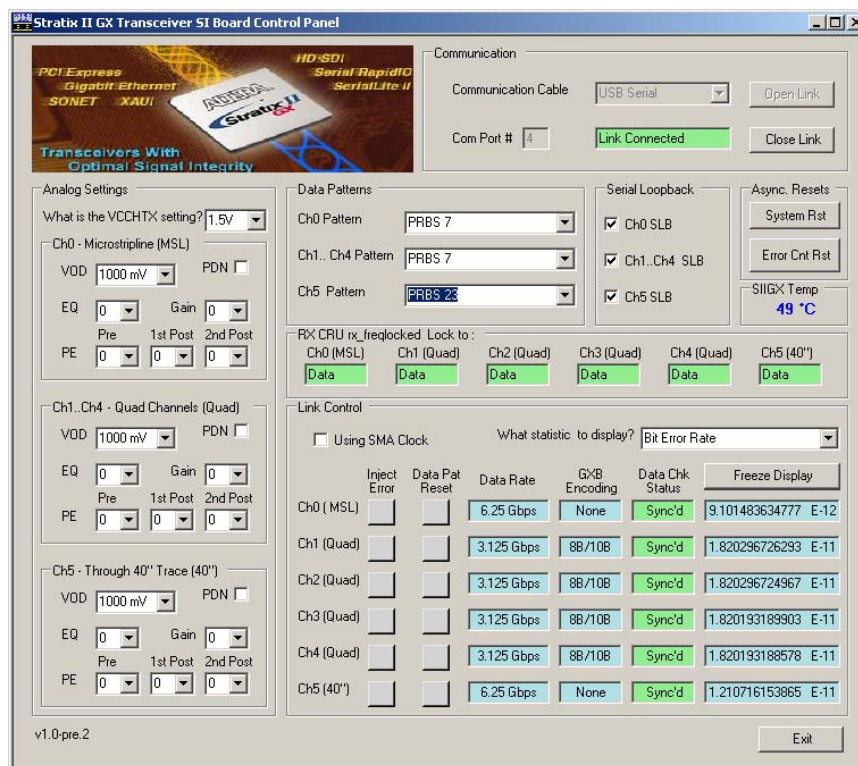 Stratix II GX Transceiver SI Board Control Panel
PCI Express
Gigabit Ethernet
SONET XAUI
HD-SDI
Serial RapidIO
SerialLite II
ALTERA
Stratix II
GX
Transceivers With
Optimal Signal Integrity
Communication
Communication Cable USB Serial Open Link
Com Port # 4 Link Connected Close Link
Analog Settings
What is the VCCHTX setting? 1.5V
Ch0 - Microstripline (MSL)
VOD 1000 mV PDN
EQ 0 Gain 0
Pre 1st Post 2nd Post
PE 0 0 0
Ch1..Ch4 - Quad Channels (Quad)
VOD 1000 mV PDN
EQ 0 Gain 0
Pre 1st Post 2nd Post
PE 0 0 0
Ch5 - Through 40" Trace (40")
VOD 1000 mV PDN
EQ 0 Gain 0
Pre 1st Post 2nd Post
PE 0 0 0
Data Patterns
Ch0 Pattern PRBS 7
Ch1.. Ch4 Pattern PRBS 7
Ch5 Pattern PRBS 23
Serial Loopback
Ch0 SLB
Ch1..Ch4 SLB
Ch5 SLB
Async. Resets
System Rst
Error Cnt Rst
SIIGX Temp
49 °C
RX CRU rx_freqlocked Lock to :
Ch0 (MSL) Ch1 (Quad) Ch2 (Quad) Ch3 (Quad) Ch4 (Quad) Ch5 (40")
Data Data Data Data Data Data
Link Control
Using SMA Clock What statistic to display? Bit Error Rate
Inject Error Data Pat Reset Data Rate GXB Encoding Data Chk Status Freeze Display
Ch0 ( MSL) 6.25 Gbps None Sync'd 9.101483634777 E-12
Ch1 (Quad) 3.125 Gbps 8B/10B Sync'd 1.820296726293 E-11
Ch2 (Quad) 3.125 Gbps 8B/10B Sync'd 1.820296724967 E-11
Ch3 (Quad) 3.125 Gbps 8B/10B Sync'd 1.820193189903 E-11
Ch4 (Quad) 3.125 Gbps 8B/10B Sync'd 1.820193188578 E-11
Ch5 (40") 6.25 Gbps None Sync'd 1.210716153865 E-11
v1.0-pre.2
Exit